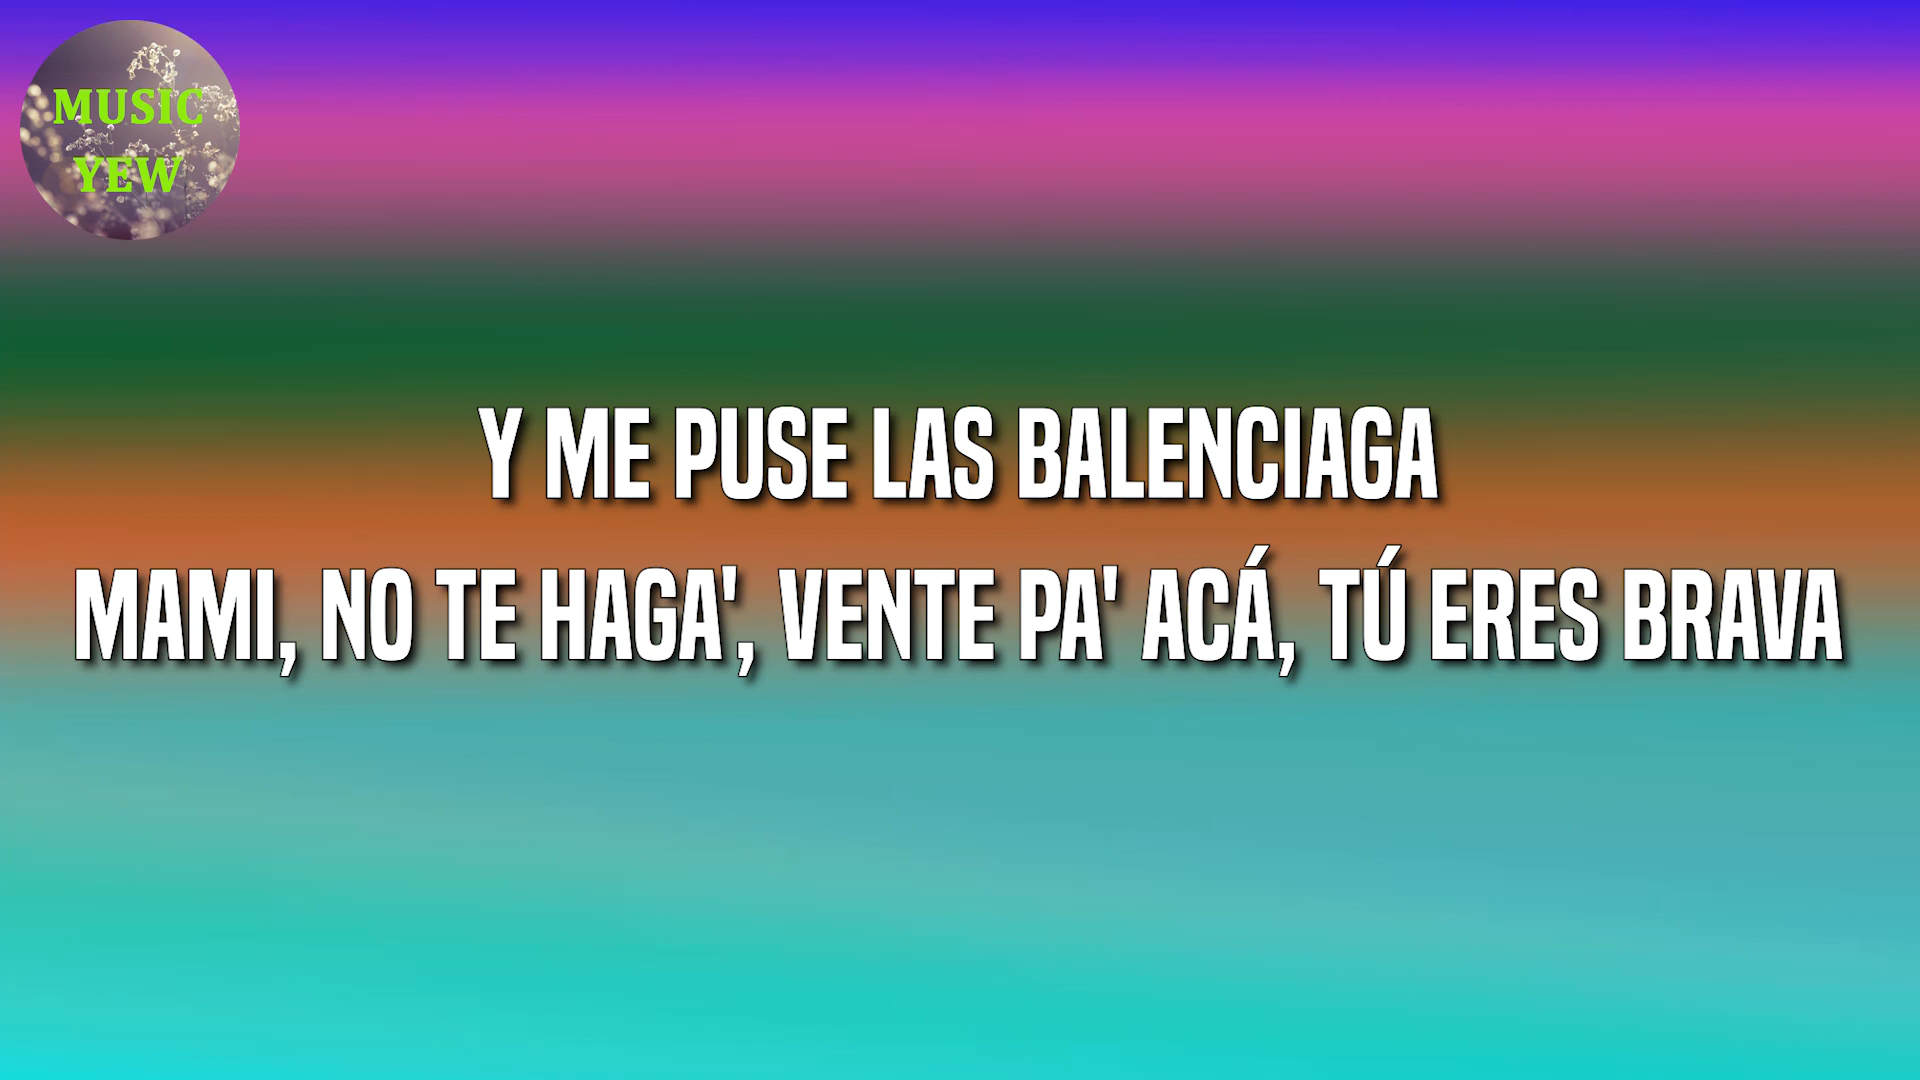 MUSIC
YEW
Y ME PUSE LAS BALENCIAGA
MAMI, NO TE HAGA', VENTE PA' ACÁ, TÚ ERES BRAVA